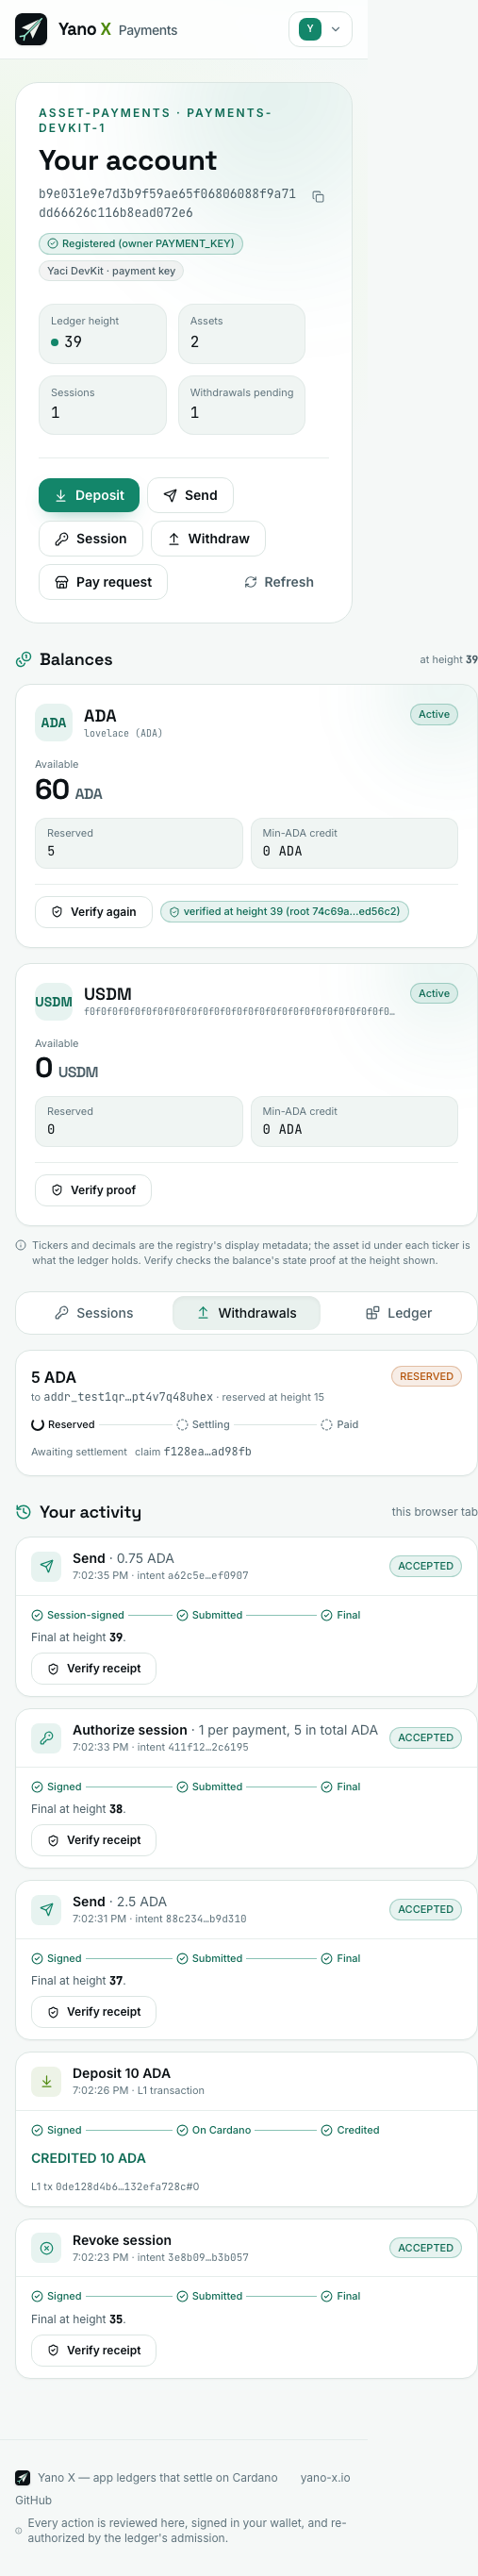 Yano X Payments
Y
ASSET-PAYMENTS · PAYMENTS-
DEVKIT-1
Your account
b9e031e9e7d3b9f59ae65f06806088f9a71
dd66626c116b8ead072e6
Registered (owner PAYMENT_KEY)
Yaci DevKit · payment key
Ledger height
39
Assets
2
Sessions
1
Withdrawals pending
1
Deposit
Send
Session
Withdraw
Pay request
Refresh
Balances
at height 39
ADA
ADA
lovelace (ADA)
Active
Available
60 ADA
Reserved
5
Min-ADA credit
0 ADA
Verify again
verified at height 39 (root 74c69a…ed56c2)
USDM
USDM
Active
Available
0 USDM
Reserved
0
Min-ADA credit
0 ADA
Verify proof
Tickers and decimals are the registry's display metadata; the asset id under each ticker is
what the ledger holds. Verify checks the balance's state proof at the height shown.
Sessions
Withdrawals
Ledger
5 ADA
RESERVED
to addr_test1qr…pt4v7q48uhex · reserved at height 15
Reserved
Settling
Paid
Awaiting settlement claim f128ea…ad98fb
Your activity
this browser tab
Send · 0.75 ADA
7:02:35 PM · intent a62c5e…ef0907
ACCEPTED
Session-signed
Submitted
Final
Final at height 39.
Verify receipt
Authorize session · 1 per payment, 5 in total ADA
7:02:33 PM · intent 411f12…2c6195
ACCEPTED
Signed
Submitted
Final
Final at height 38.
Verify receipt
Send · 2.5 ADA
7:02:31 PM · intent 88c234…b9d310
ACCEPTED
Signed
Submitted
Final
Final at height 37.
Verify receipt
Deposit 10 ADA
7:02:26 PM · L1 transaction
Signed
On Cardano
Credited
CREDITED 10 ADA
L1 tx 0de128d4b6…132efa728c#0
Revoke session
7:02:23 PM · intent 3e8b09…b3b057
ACCEPTED
Signed
Submitted
Final
Final at height 35.
Verify receipt
Yano X — app ledgers that settle on Cardano
yano-x.io
GitHub
Every action is reviewed here, signed in your wallet, and re-
authorized by the ledger's admission.